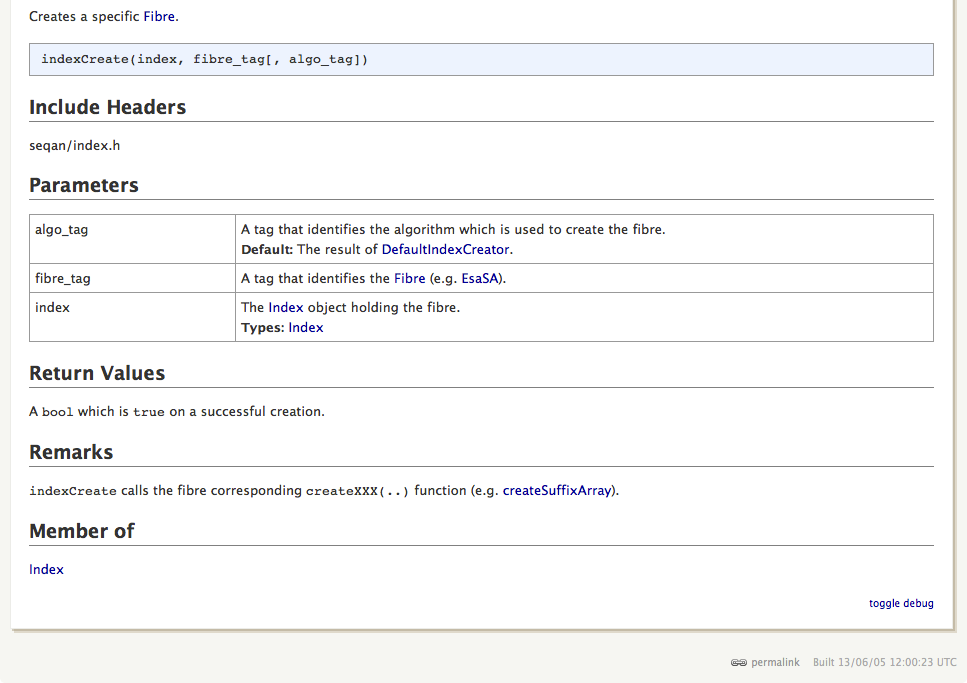 Creates a specific Fibre.
indexCreate(index, fibre_tag[, algo_tag])
Include Headers
seqan/index.h
Parameters
algo_tag
A tag that identifies the algorithm which is used to create the fibre.
Default: The result of DefaultIndexCreator.
fibre_tag
A tag that identifies the Fibre (e.g. EsaSA).
index
The Index object holding the fibre.
Types: Index
Return Values
A bool which is true on a successful creation.
Remarks
indexCreate calls the fibre corresponding createXXX(..) function (e.g. createSuffixArray).
Member of
Index
toggle debug
permalink Built 13/06/05 12:00:23 UTC